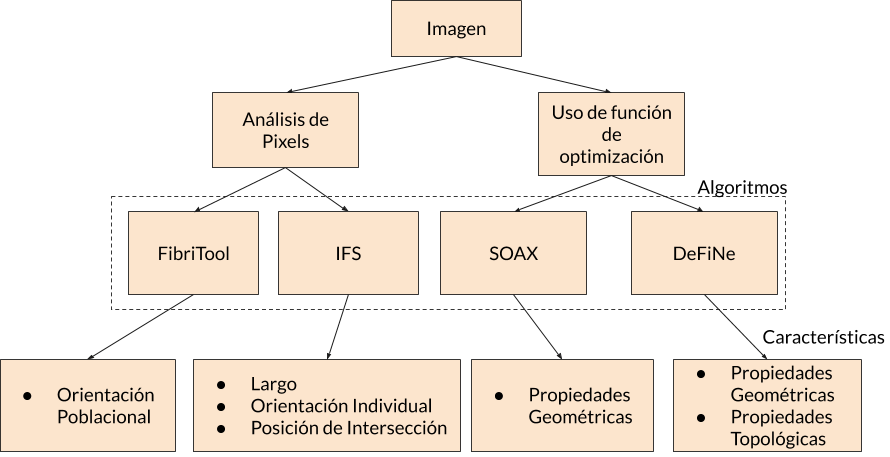 Imagen
Análisis de
Pixels
Uso de función
de
optimización
Algoritmos
FibriTool
IFS
SOAX
DeFiNe
Características
● Orientación
Poblacional
● Largo
● Orientación Individual
● Posición de Intersección
● Propiedades
Geométricas
● Propiedades
Geométricas
● Propiedades
Topológicas